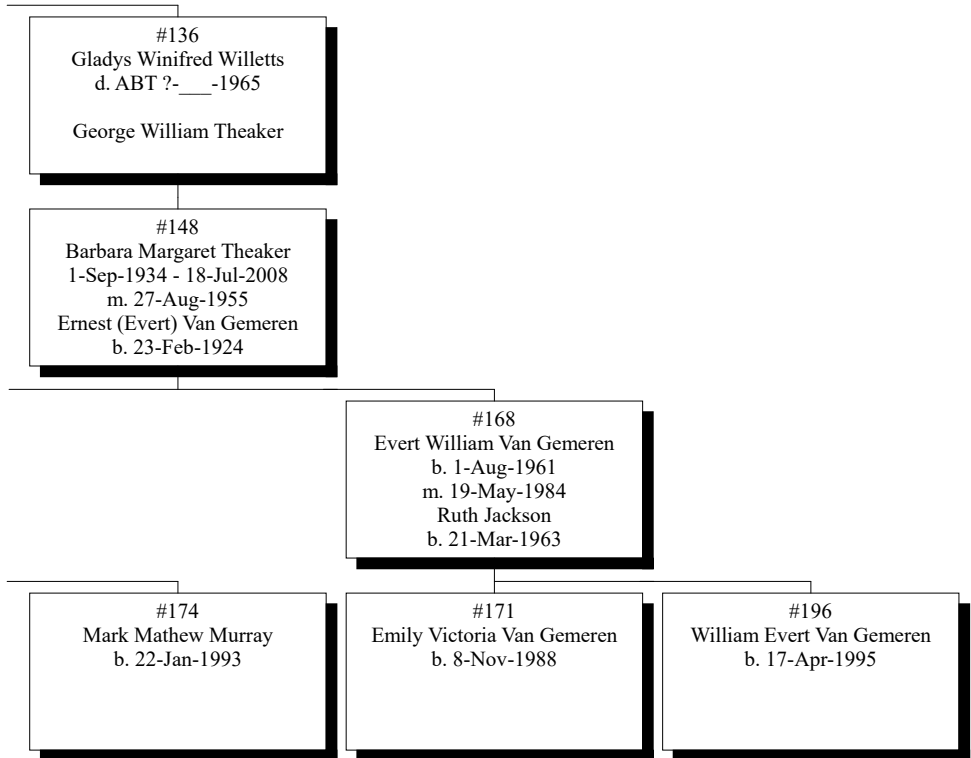 #136
Gladys Winifred Willetts
d. ABT ?-___-1965
George William Theaker
#148
Barbara Margaret Theaker
1-Sep-1934 - 18-Jul-2008
m. 27-Aug-1955
Ernest (Evert) Van Gemeren
b. 23-Feb-1924
#168
Evert William Van Gemeren
b. 1-Aug-1961
m. 19-May-1984
Ruth Jackson
b. 21-Mar-1963
#174
Mark Mathew Murray
b. 22-Jan-1993
#171
Emily Victoria Van Gemeren
b. 8-Nov-1988
#196
William Evert Van Gemeren
b. 17-Apr-1995